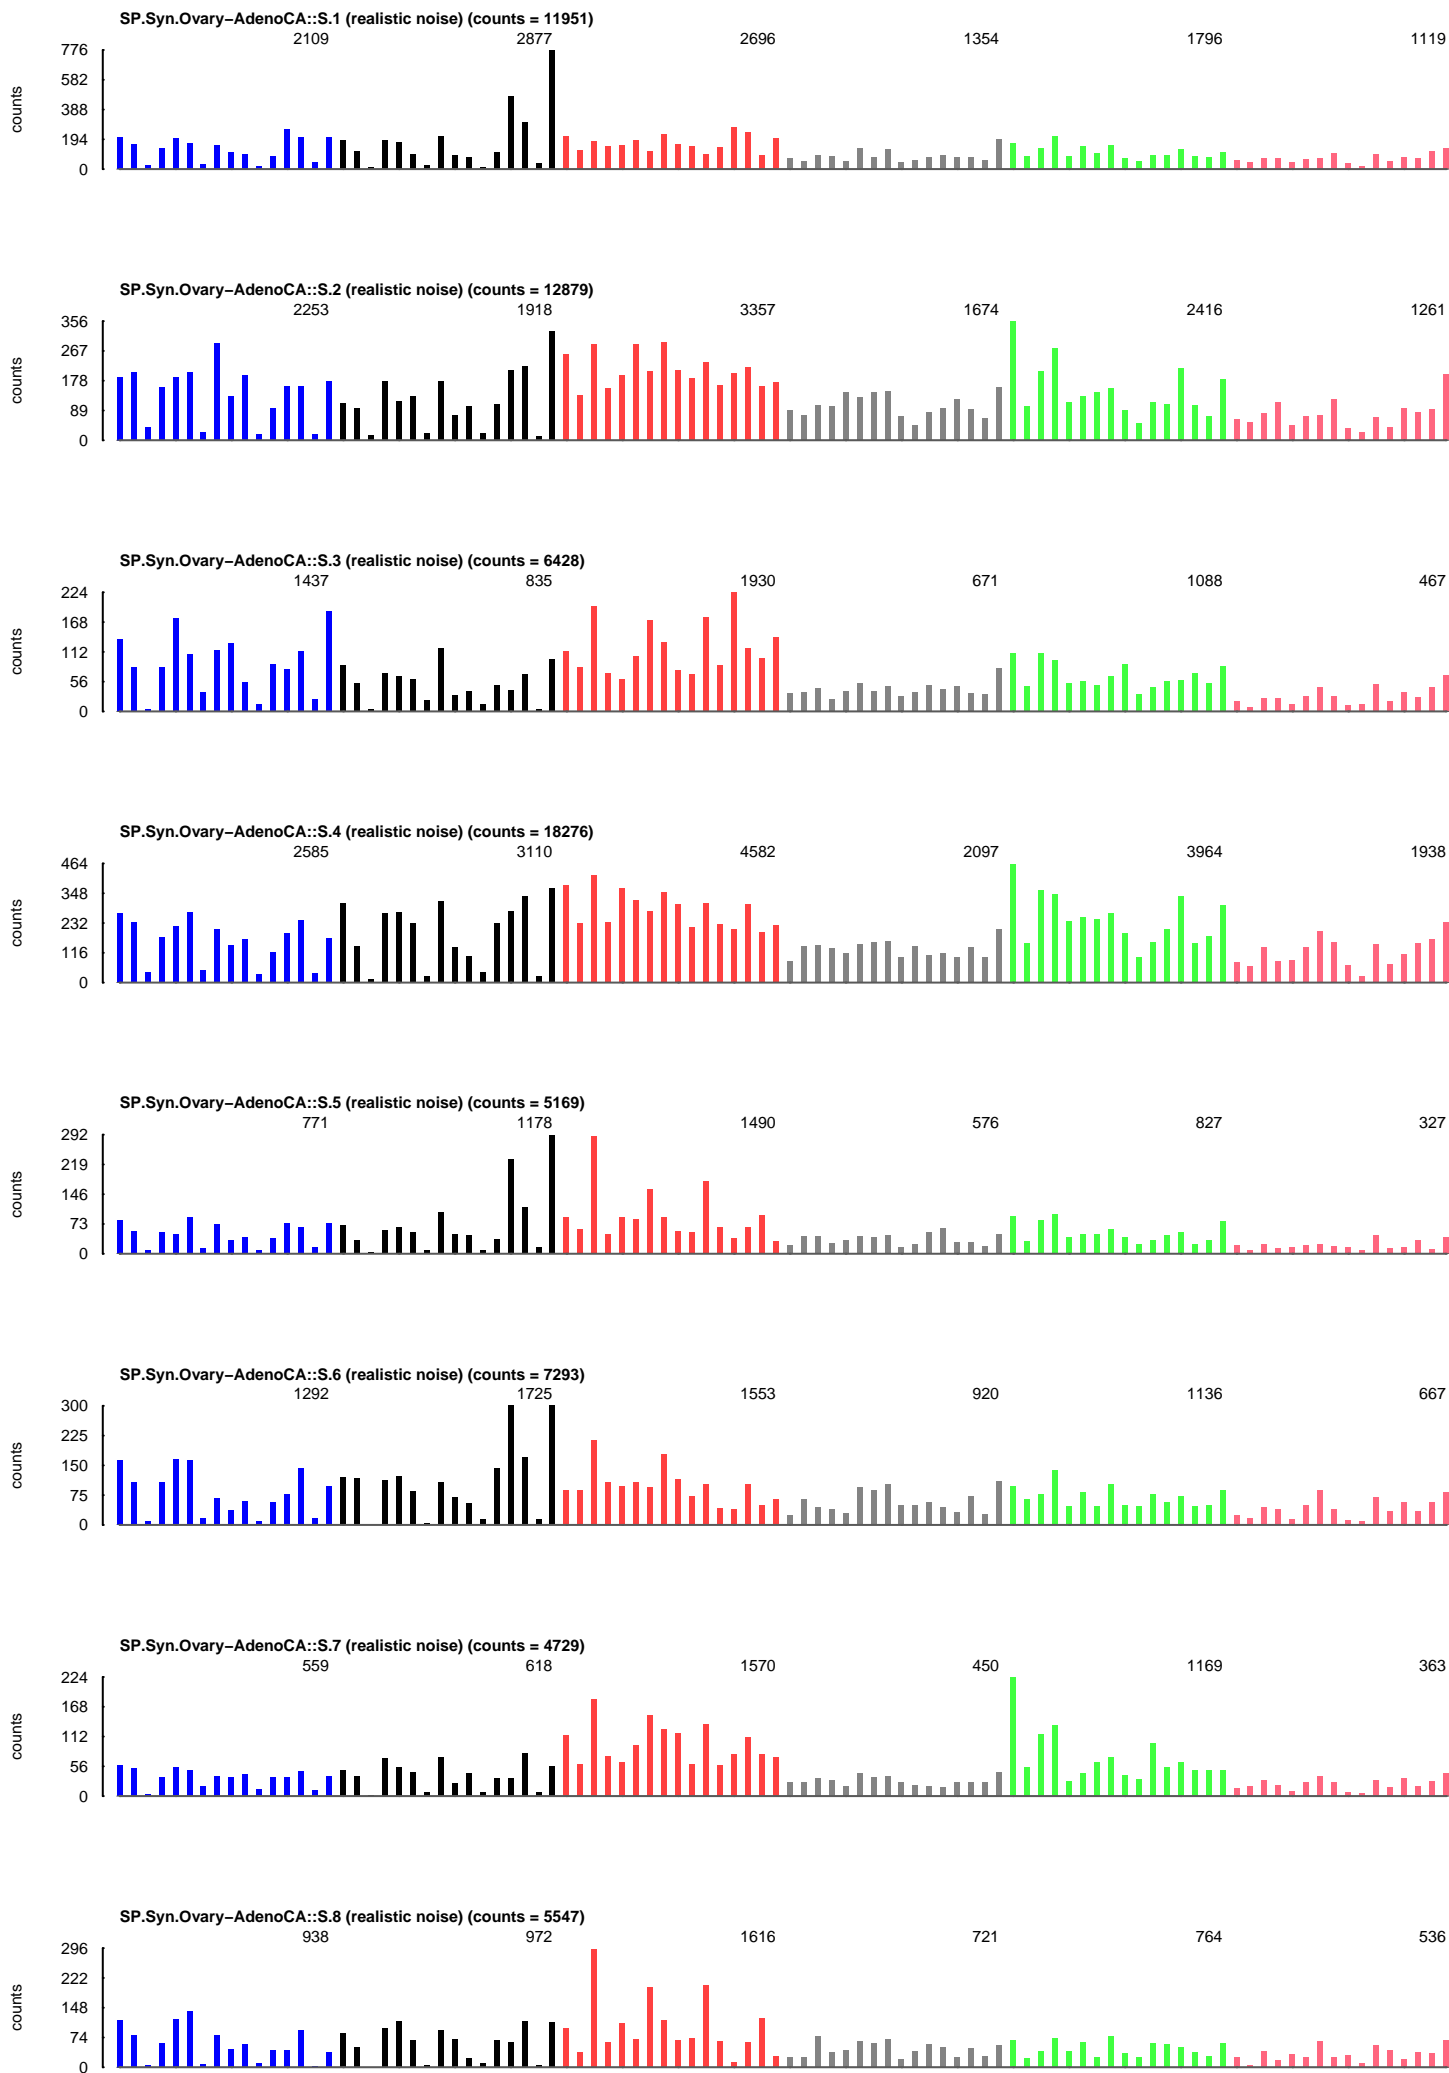 SP.Syn.Ovary−AdenoCA::S.1 (realistic noise) (counts = 11951)
2109 2877 2696 1354 1796 1119
776
582
388
194
0
counts
SP.Syn.Ovary−AdenoCA::S.2 (realistic noise) (counts = 12879)
2253 1918 3357 1674 2416 1261
356
267
178
89
0
counts
SP.Syn.Ovary−AdenoCA::S.3 (realistic noise) (counts = 6428)
1437 835 1930 671 1088 467
224
168
112
56
0
counts
SP.Syn.Ovary−AdenoCA::S.4 (realistic noise) (counts = 18276)
2585 3110 4582 2097 3964 1938
464
348
232
116
0
counts
SP.Syn.Ovary−AdenoCA::S.5 (realistic noise) (counts = 5169)
771 1178 1490 576 827 327
292
219
146
73
0
counts
SP.Syn.Ovary−AdenoCA::S.6 (realistic noise) (counts = 7293)
1292 1725 1553 920 1136 667
300
225
150
75
0
counts
SP.Syn.Ovary−AdenoCA::S.7 (realistic noise) (counts = 4729)
559 618 1570 450 1169 363
224
168
112
56
0
counts
SP.Syn.Ovary−AdenoCA::S.8 (realistic noise) (counts = 5547)
938 972 1616 721 764 536
296
222
148
74
0
counts